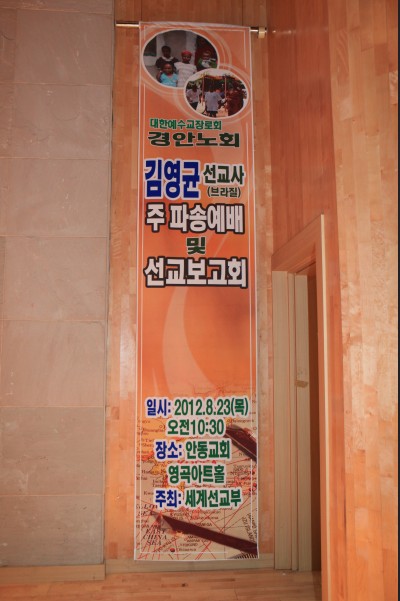 대한예수교장로회
경안노회
김영균 선교사
(브라질)
주 파송예배
및
선교보고회
일시: 2012.8.23(목)
오전10:30
장소: 안동교회
영곡아트홀
주최: 세계선교부
EAST
CHINA
SEA